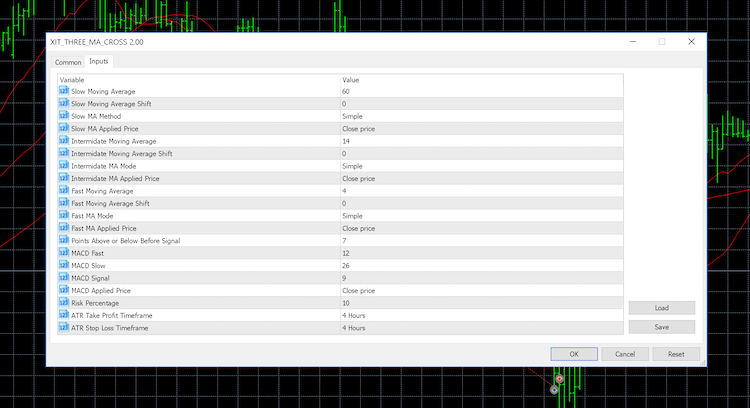 XIT_THREE_MA_CROSS 2.00
Common Inputs
Variable Value
Slow Moving Average 60
Slow Moving Average Shift 0
Slow MA Method Simple
Slow MA Applied Price Close price
Intermidate Moving Average 14
Intermidate Moving Average Shift 0
Intermidate MA Mode Simple
Intermidate MA Applied Price Close price
Fast Moving Average 4
Fast Moving Average Shift 0
Fast MA Mode Simple
Fast MA Applied Price Close price
Points Above or Below Before Signal 7
MACD Fast 12
MACD Slow 26
MACD Signal 9
MACD Applied Price Close price
Risk Percentage 10
ATR Take Profit Timeframe 4 Hours
ATR Stop Loss Timeframe 4 Hours
Load
Save
OK Cancel Reset